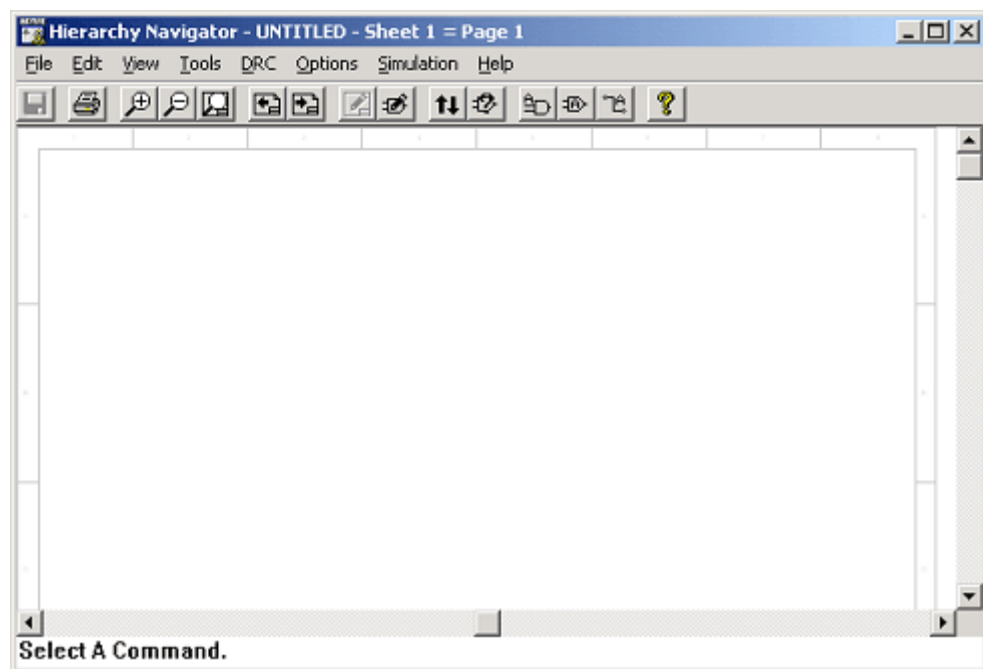 Hierarchy Navigator - UNTITLED - Sheet 1 = Page 1
File Edit View Tools DRC Options Simulation Help
Select A Command.